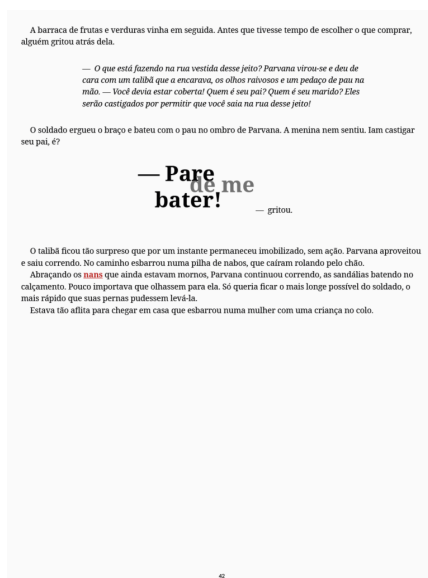 A barraca de frutas e verduras vinha em seguida. Antes que tivesse tempo de escolher o que comprar,
alguém gritou atrás dela.
— O que está fazendo na rua vestida desse jeito? Parvana virou-se e deu de
cara com um talibã que a encarava, os olhos raivosos e um pedaço de pau na
mão. — Você devia estar coberta! Quem é seu pai? Quem é seu marido? Eles
serão castigados por permitir que você saia na rua desse jeito!
O soldado ergueu o braço e bateu com o pau no ombro de Parvana. A menina nem sentiu. Iam castigar
seu pai, é?
— Pare
de me
bater!
— gritou.
O talibã ficou tão surpreso que por um instante permaneceu imobilizado, sem ação. Parvana aproveitou
e saiu correndo. No caminho esbarrou numa pilha de nabos, que caíram rolando pelo chão.
Abraçando os nans que ainda estavam mornos, Parvana continuou correndo, as sandálias batendo no
calçamento. Pouco importava que olhassem para ela. Só queria ficar o mais longe possível do soldado, o
mais rápido que suas pernas pudessem levá-la.
Estava tão aflita para chegar em casa que esbarrou numa mulher com uma criança no colo.
42